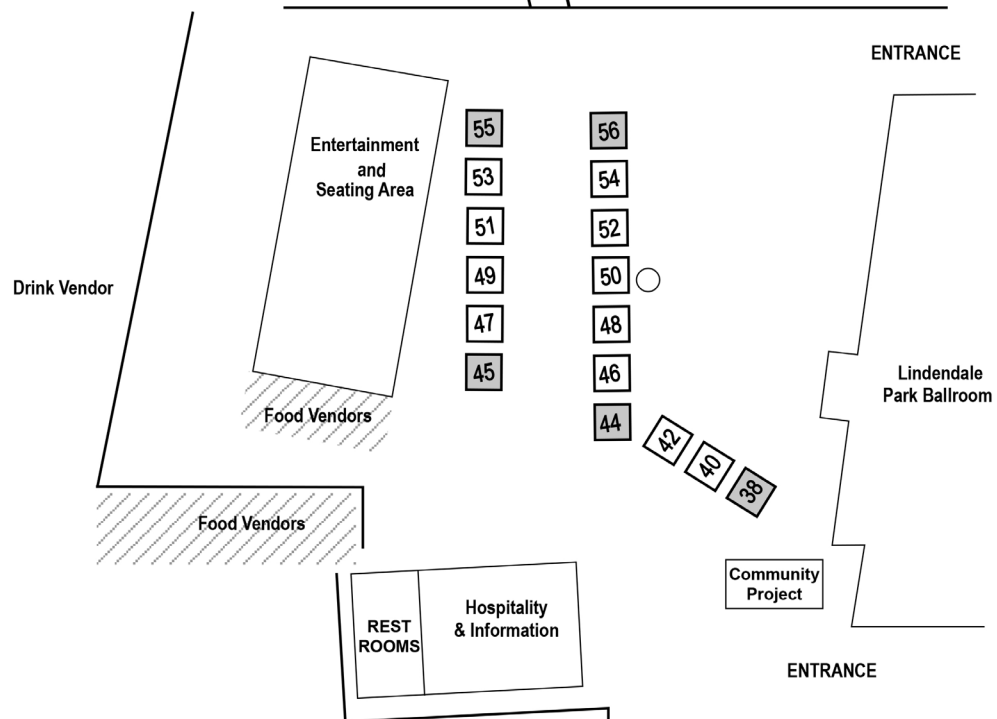 ENTRANCE
Entertainment
and
Seating Area
55
56
53
54
51
52
49
50
Drink Vendor
47
48
45
46
Lindendale
Park Ballroom
Food Vendors
44
42
40
38
Food Vendors
Community
Project
Hospitality
& Information
REST
ROOMS
ENTRANCE